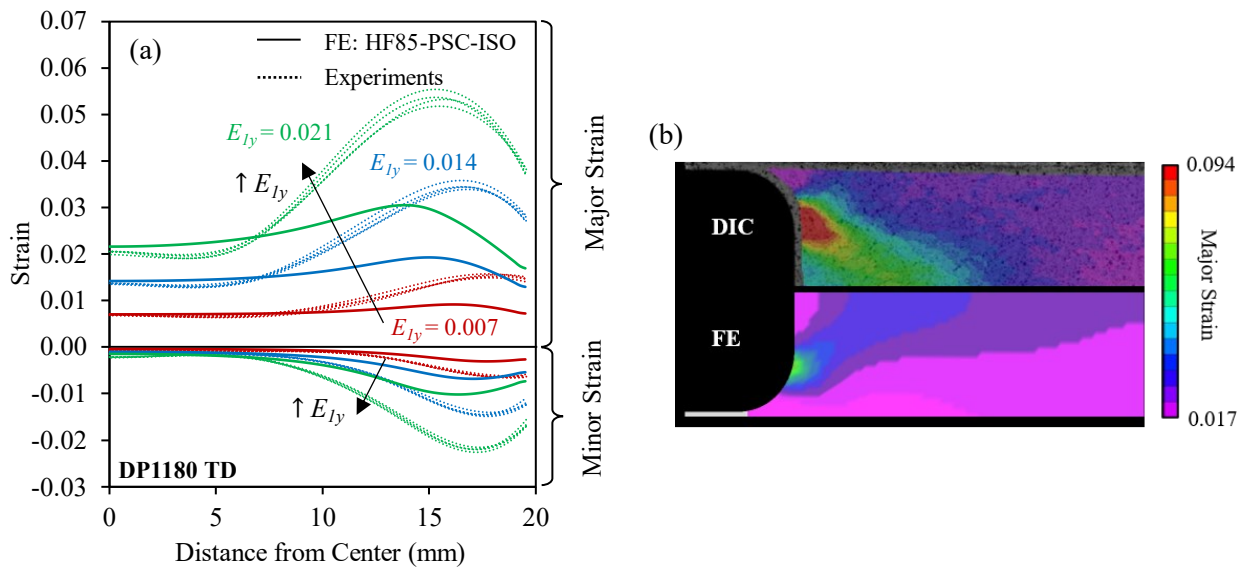 (a)
FE: HF85-PSC-ISO
Experiments
E1y = 0.021
E1y = 0.014
↑ E1y
E1y = 0.007
↑ E1y
DP1180 TD
0.07
0.06
0.05
0.04
0.03
0.02
0.01
0.00
-0.01
-0.02
-0.03
Strain
0
5
10
15
20
Distance from Center (mm)
Major Strain
Minor Strain
(b)
DIC
FE
0.094
Major Strain
0.017